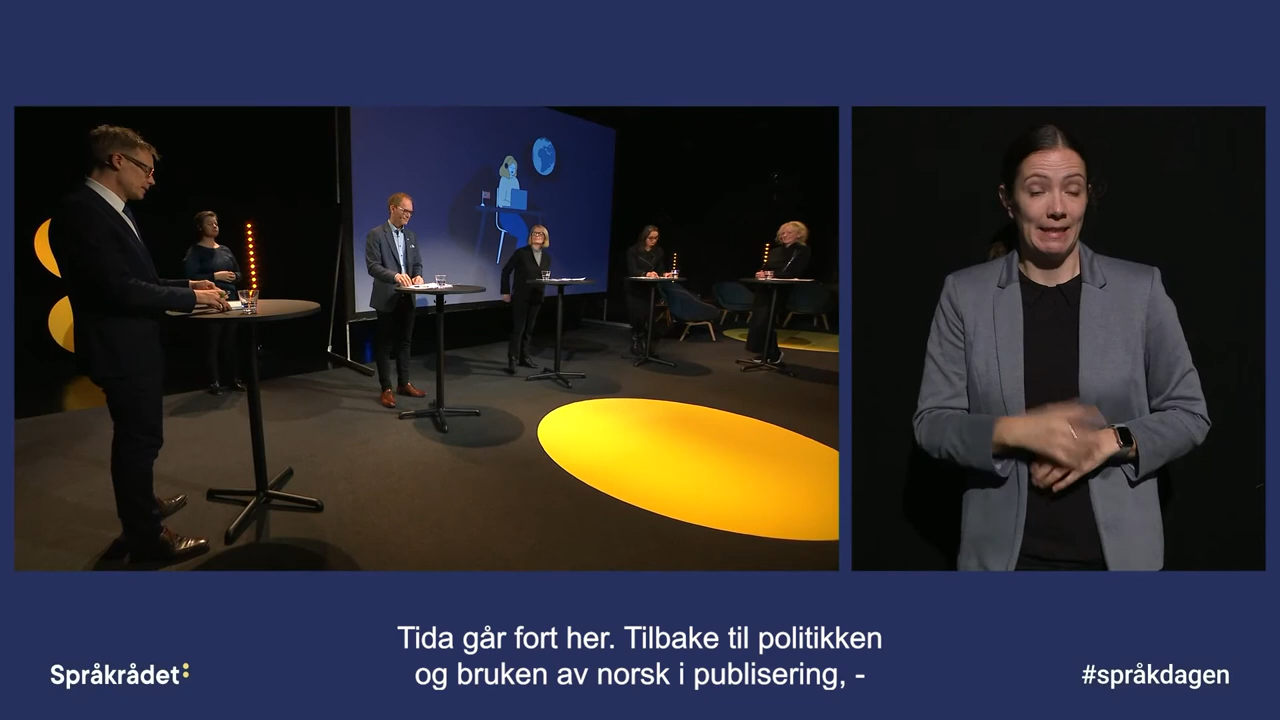 Tida går fort her. Tilbake til politikken
og bruken av norsk i publisering, -
Språkrådet:
#språkdagen